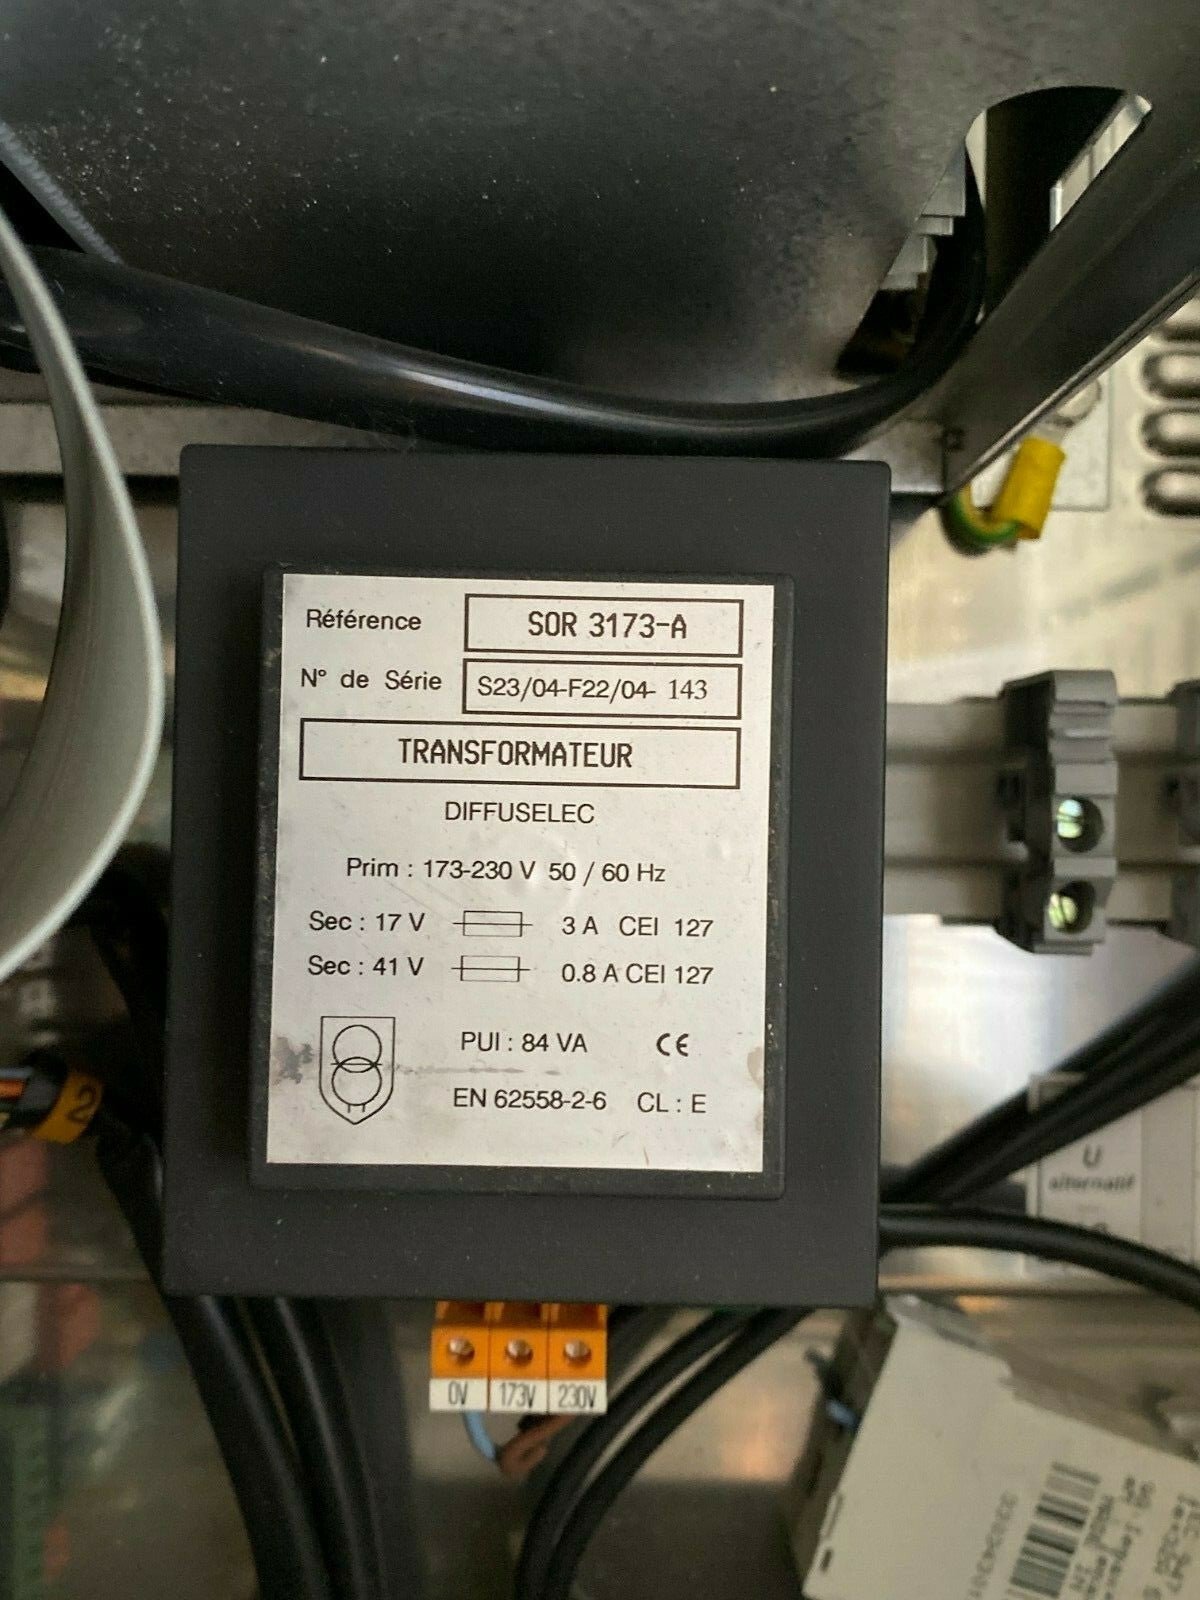 Référence SOR 3173-A
N° de Série S23/04-F22/04- 143
TRANSFORMATEUR
DIFFUSELEC
Prim : 173-230 V 50 / 60 Hz
Sec : 17 V 3 A CEI 127
Sec : 41 V 0.8 A CEI 127
PUI : 84 VA CE
EN 62558-2-6 CL : E
2
U
alternatif
0V 173V 230V